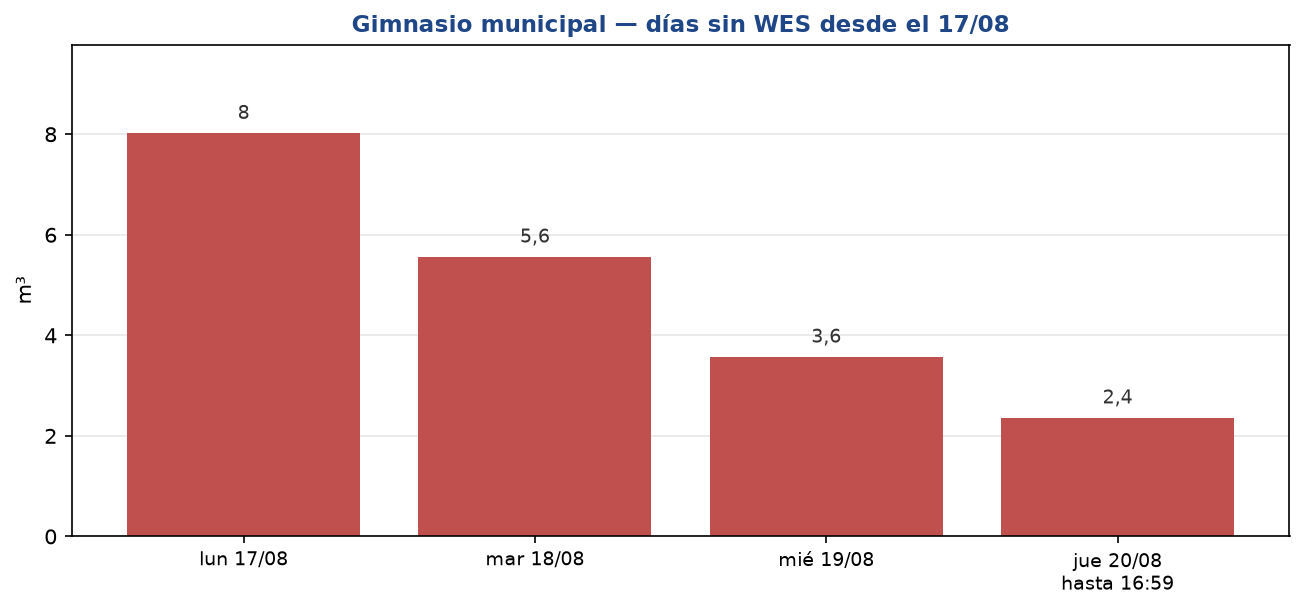 Gimnasio municipal — días sin WES desde el 17/08
m³
8
6
4
2
0
8
5,6
3,6
2,4
lun 17/08
mar 18/08
mié 19/08
jue 20/08
hasta 16:59